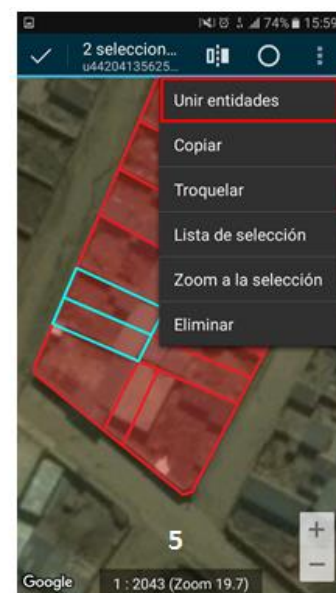 74% 15:59
2 seleccion...
u44204135625...
Unir entidades
Copiar
Troquelar
Lista de selección
Zoom a la selección
Eliminar
5
+
−
Google
1 : 2043 (Zoom 19.7)